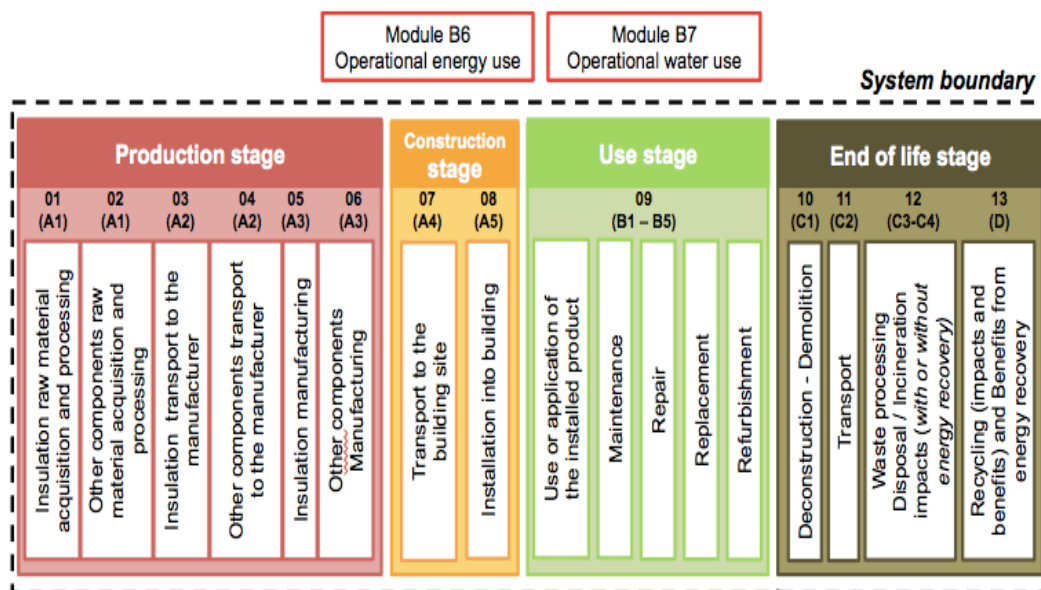 Module B6
Operational energy use
Module B7
Operational water use
System boundary
Production stage
Construction
stage
Use stage
End of life stage
01
(A1)
02
(A1)
03
(A2)
04
(A2)
05
(A3)
06
(A3)
07
(A4)
08
(A5)
09
(B1 – B5)
10
(C1)
11
(C2)
12
(C3-C4)
13
(D)
Insulation raw material
acquisition and processing
Other components raw
material acquisition and
processing
Insulation transport to the
manufacturer
Other components transport
to the manufacturer
Insulation manufacturing
Other components
Manufacturing
Transport to the
building site
Installation into building
Use or application of
the installed product
Maintenance
Repair
Replacement
Refurbishment
Deconstruction - Demolition
Transport
Waste processing
Disposal / Incineration
impacts (with or without
energy recovery)
Recycling (impacts and
benefits) and Benefits from
energy recovery